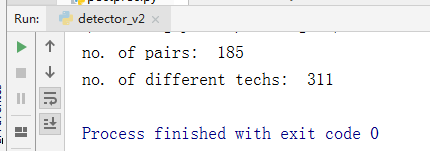 Run: detector_v2
no. of pairs:  185
no. of different techs:  311
Process finished with exit code 0